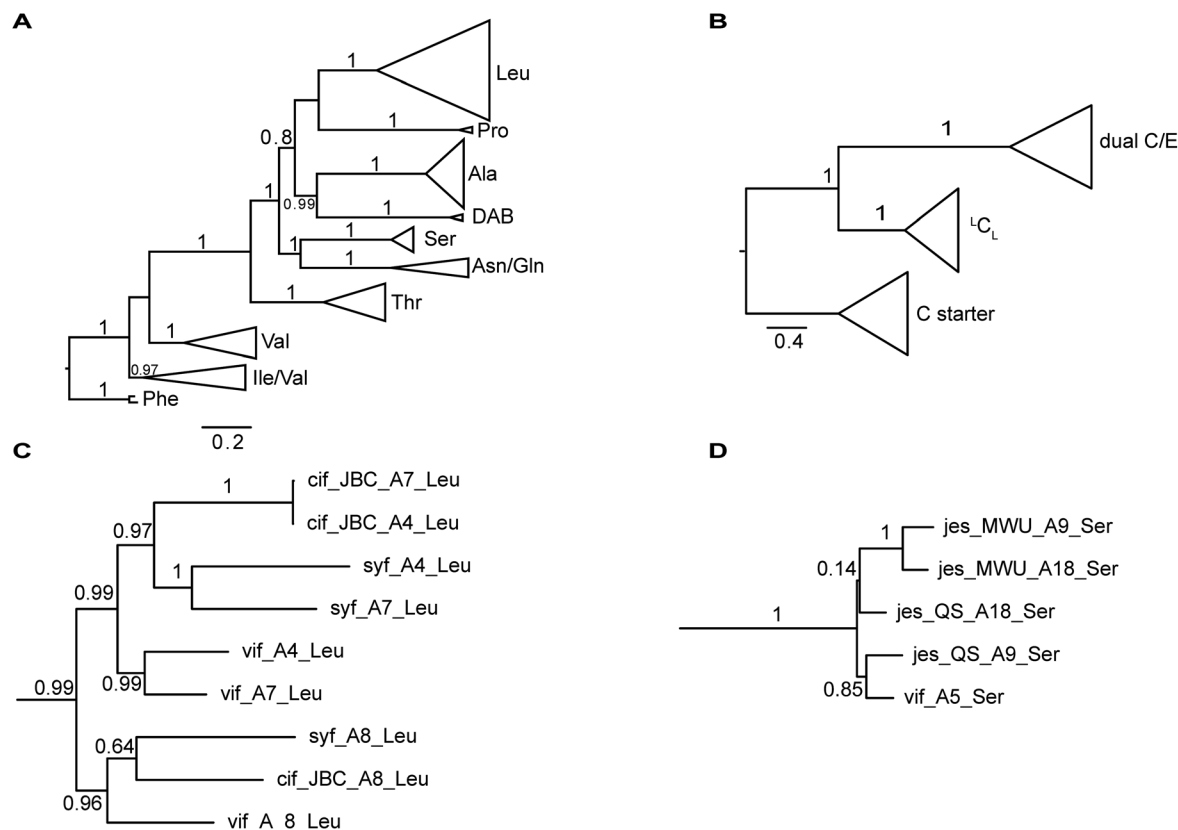 A
1
Leu
1
Pro
0.8
1
Ala
0.99
1
DAB
1
1
Ser
1
1
Asn/Gln
1
1
Thr
1
1
Val
0.97
Ile/Val
1
Phe
0.2
B
1
dual C/E
1
1
LCL
C starter
0.4
C
1
cif_JBC_A7_Leu
cif_JBC_A4_Leu
0.97
1
syf_A4_Leu
syf_A7_Leu
0.99
vif_A4_Leu
0.99
vif_A7_Leu
0.99
syf_A8_Leu
0.64
cif_JBC_A8_Leu
0.96
vif_A_8_Leu
D
1
jes_MWU_A9_Ser
jes_MWU_A18_Ser
0.14
jes_QS_A18_Ser
1
jes_QS_A9_Ser
0.85
vif_A5_Ser